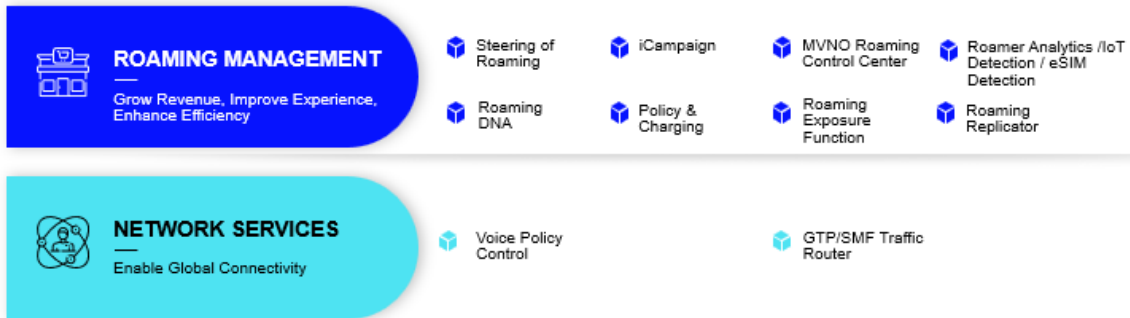 ROAMING MANAGEMENT
Grow Revenue, Improve Experience,
Enhance Efficiency
Steering of
Roaming
iCampaign
MVNO Roaming
Control Center
Roamer Analytics /IoT
Detection / eSIM
Detection
Roaming
DNA
Policy &
Charging
Roaming
Exposure
Function
Roaming
Replicator
NETWORK SERVICES
Enable Global Connectivity
Voice Policy
Control
GTP/SMF Traffic
Router